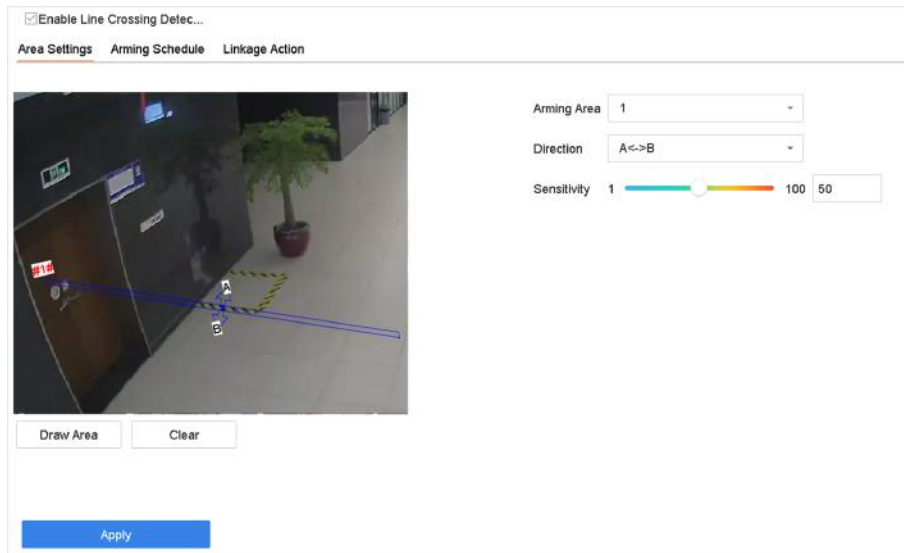 Enable Line Crossing Detec...
Area Settings Arming Schedule Linkage Action
Arming Area 1
Direction A<->B
Sensitivity 1 100 50
#1#
A
B
Draw Area Clear
Apply